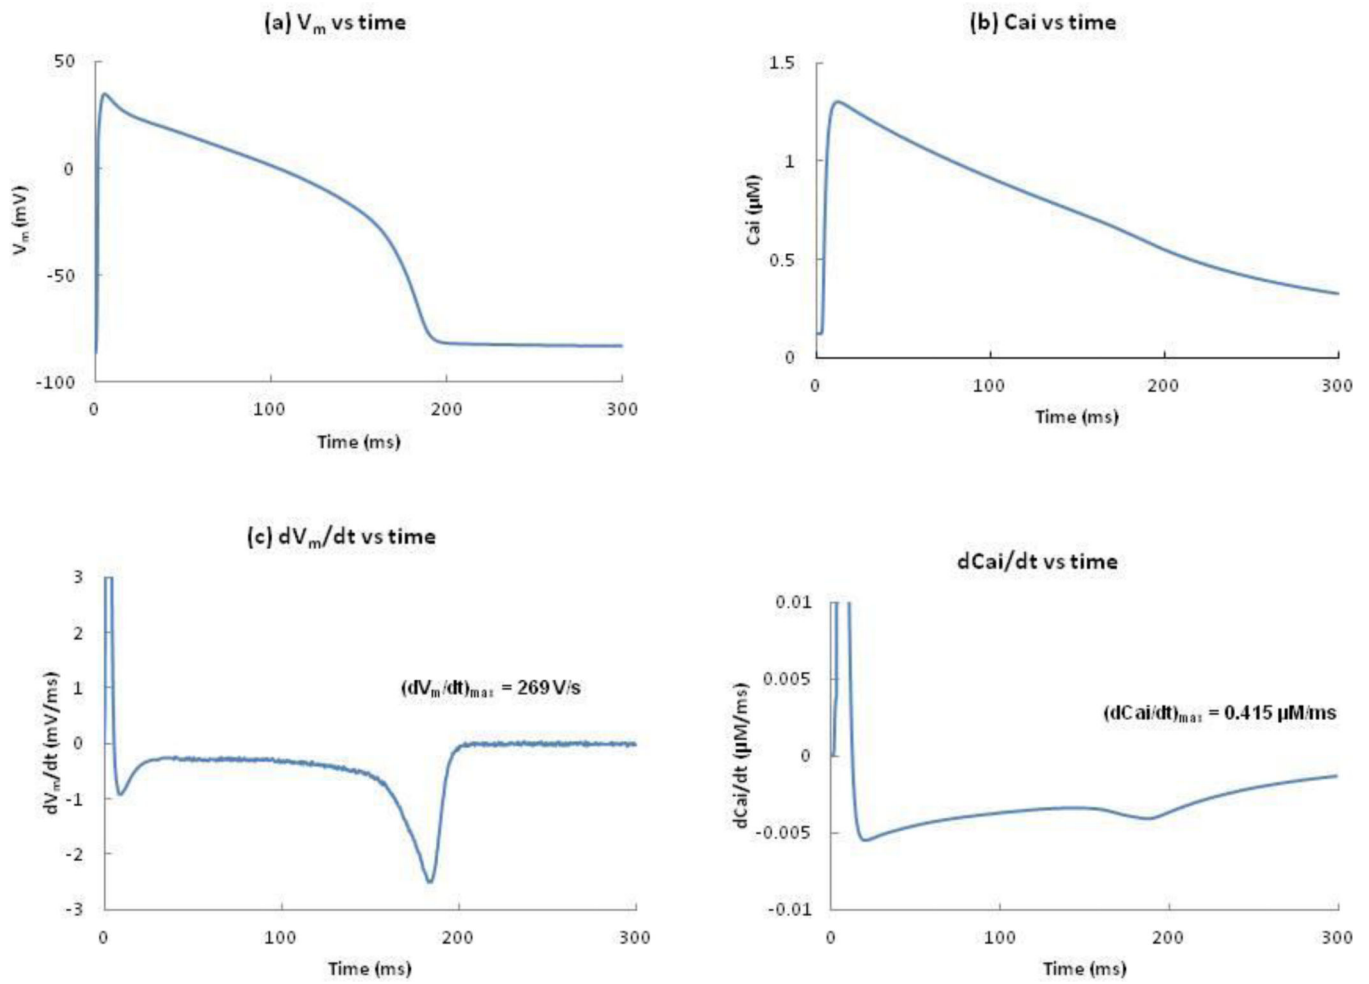 (a) Vₘ vs time
50
0
-50
-100
Vₘ (mV)
0
100
200
300
Time (ms)
(b) Cai vs time
1.5
1
0.5
0
Cai (µM)
0
100
200
300
Time (ms)
(c) dVₘ/dt vs time
3
2
1
0
-1
-2
-3
dVₘ/dt (mV/ms)
(dVₘ/dt)ₘₐₓ = 269 V/s
0
100
200
300
Time (ms)
dCai/dt vs time
0.01
0.005
0
-0.005
-0.01
dCai/dt (µM/ms)
(dCai/dt)ₘₐₓ = 0.415 µM/ms
0
100
200
300
Time (ms)